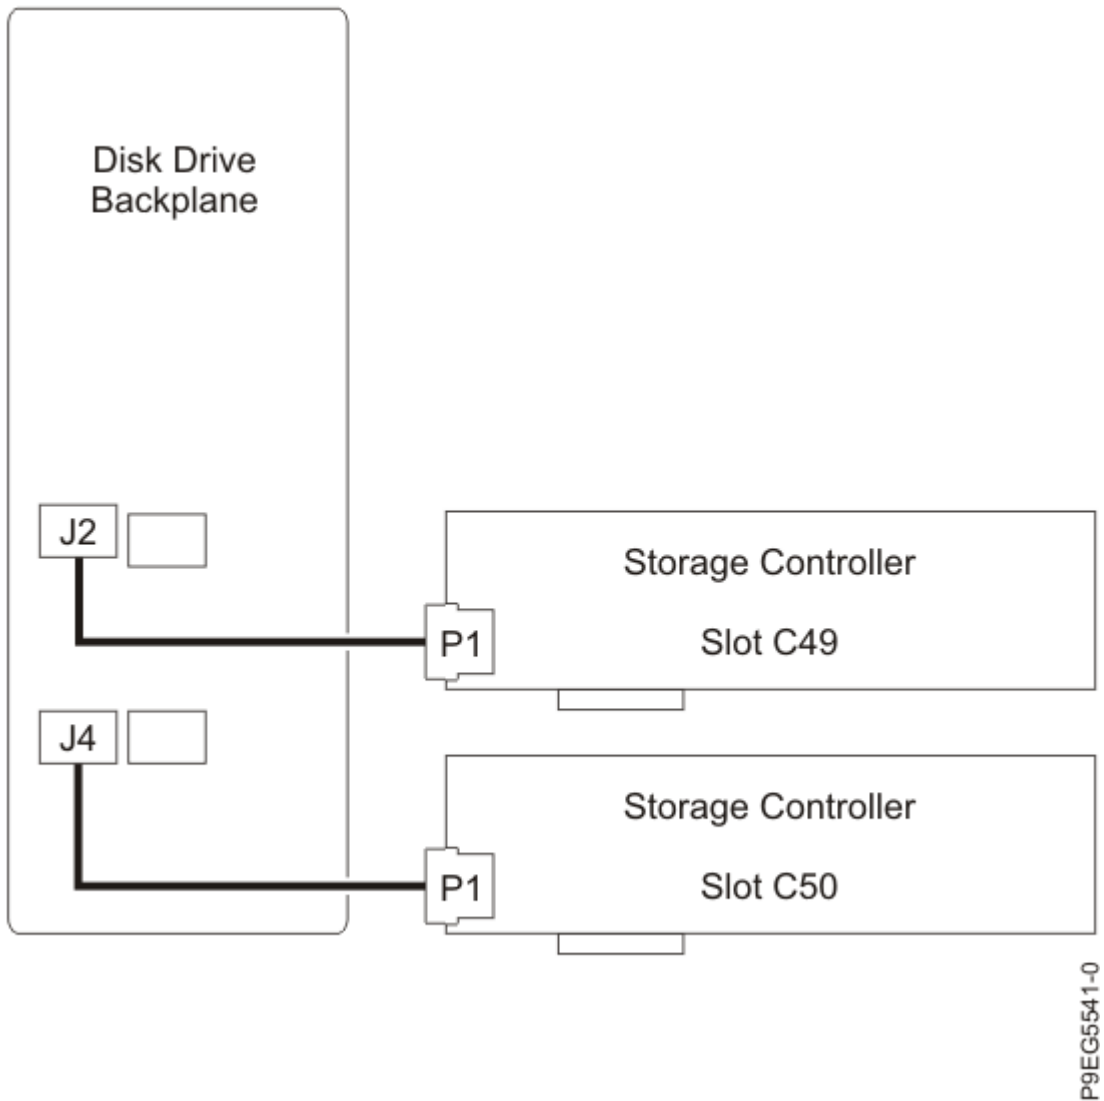 Disk Drive
Backplane
J2
Storage Controller
P1
Slot C49
J4
Storage Controller
P1
Slot C50
P9EG5541-0